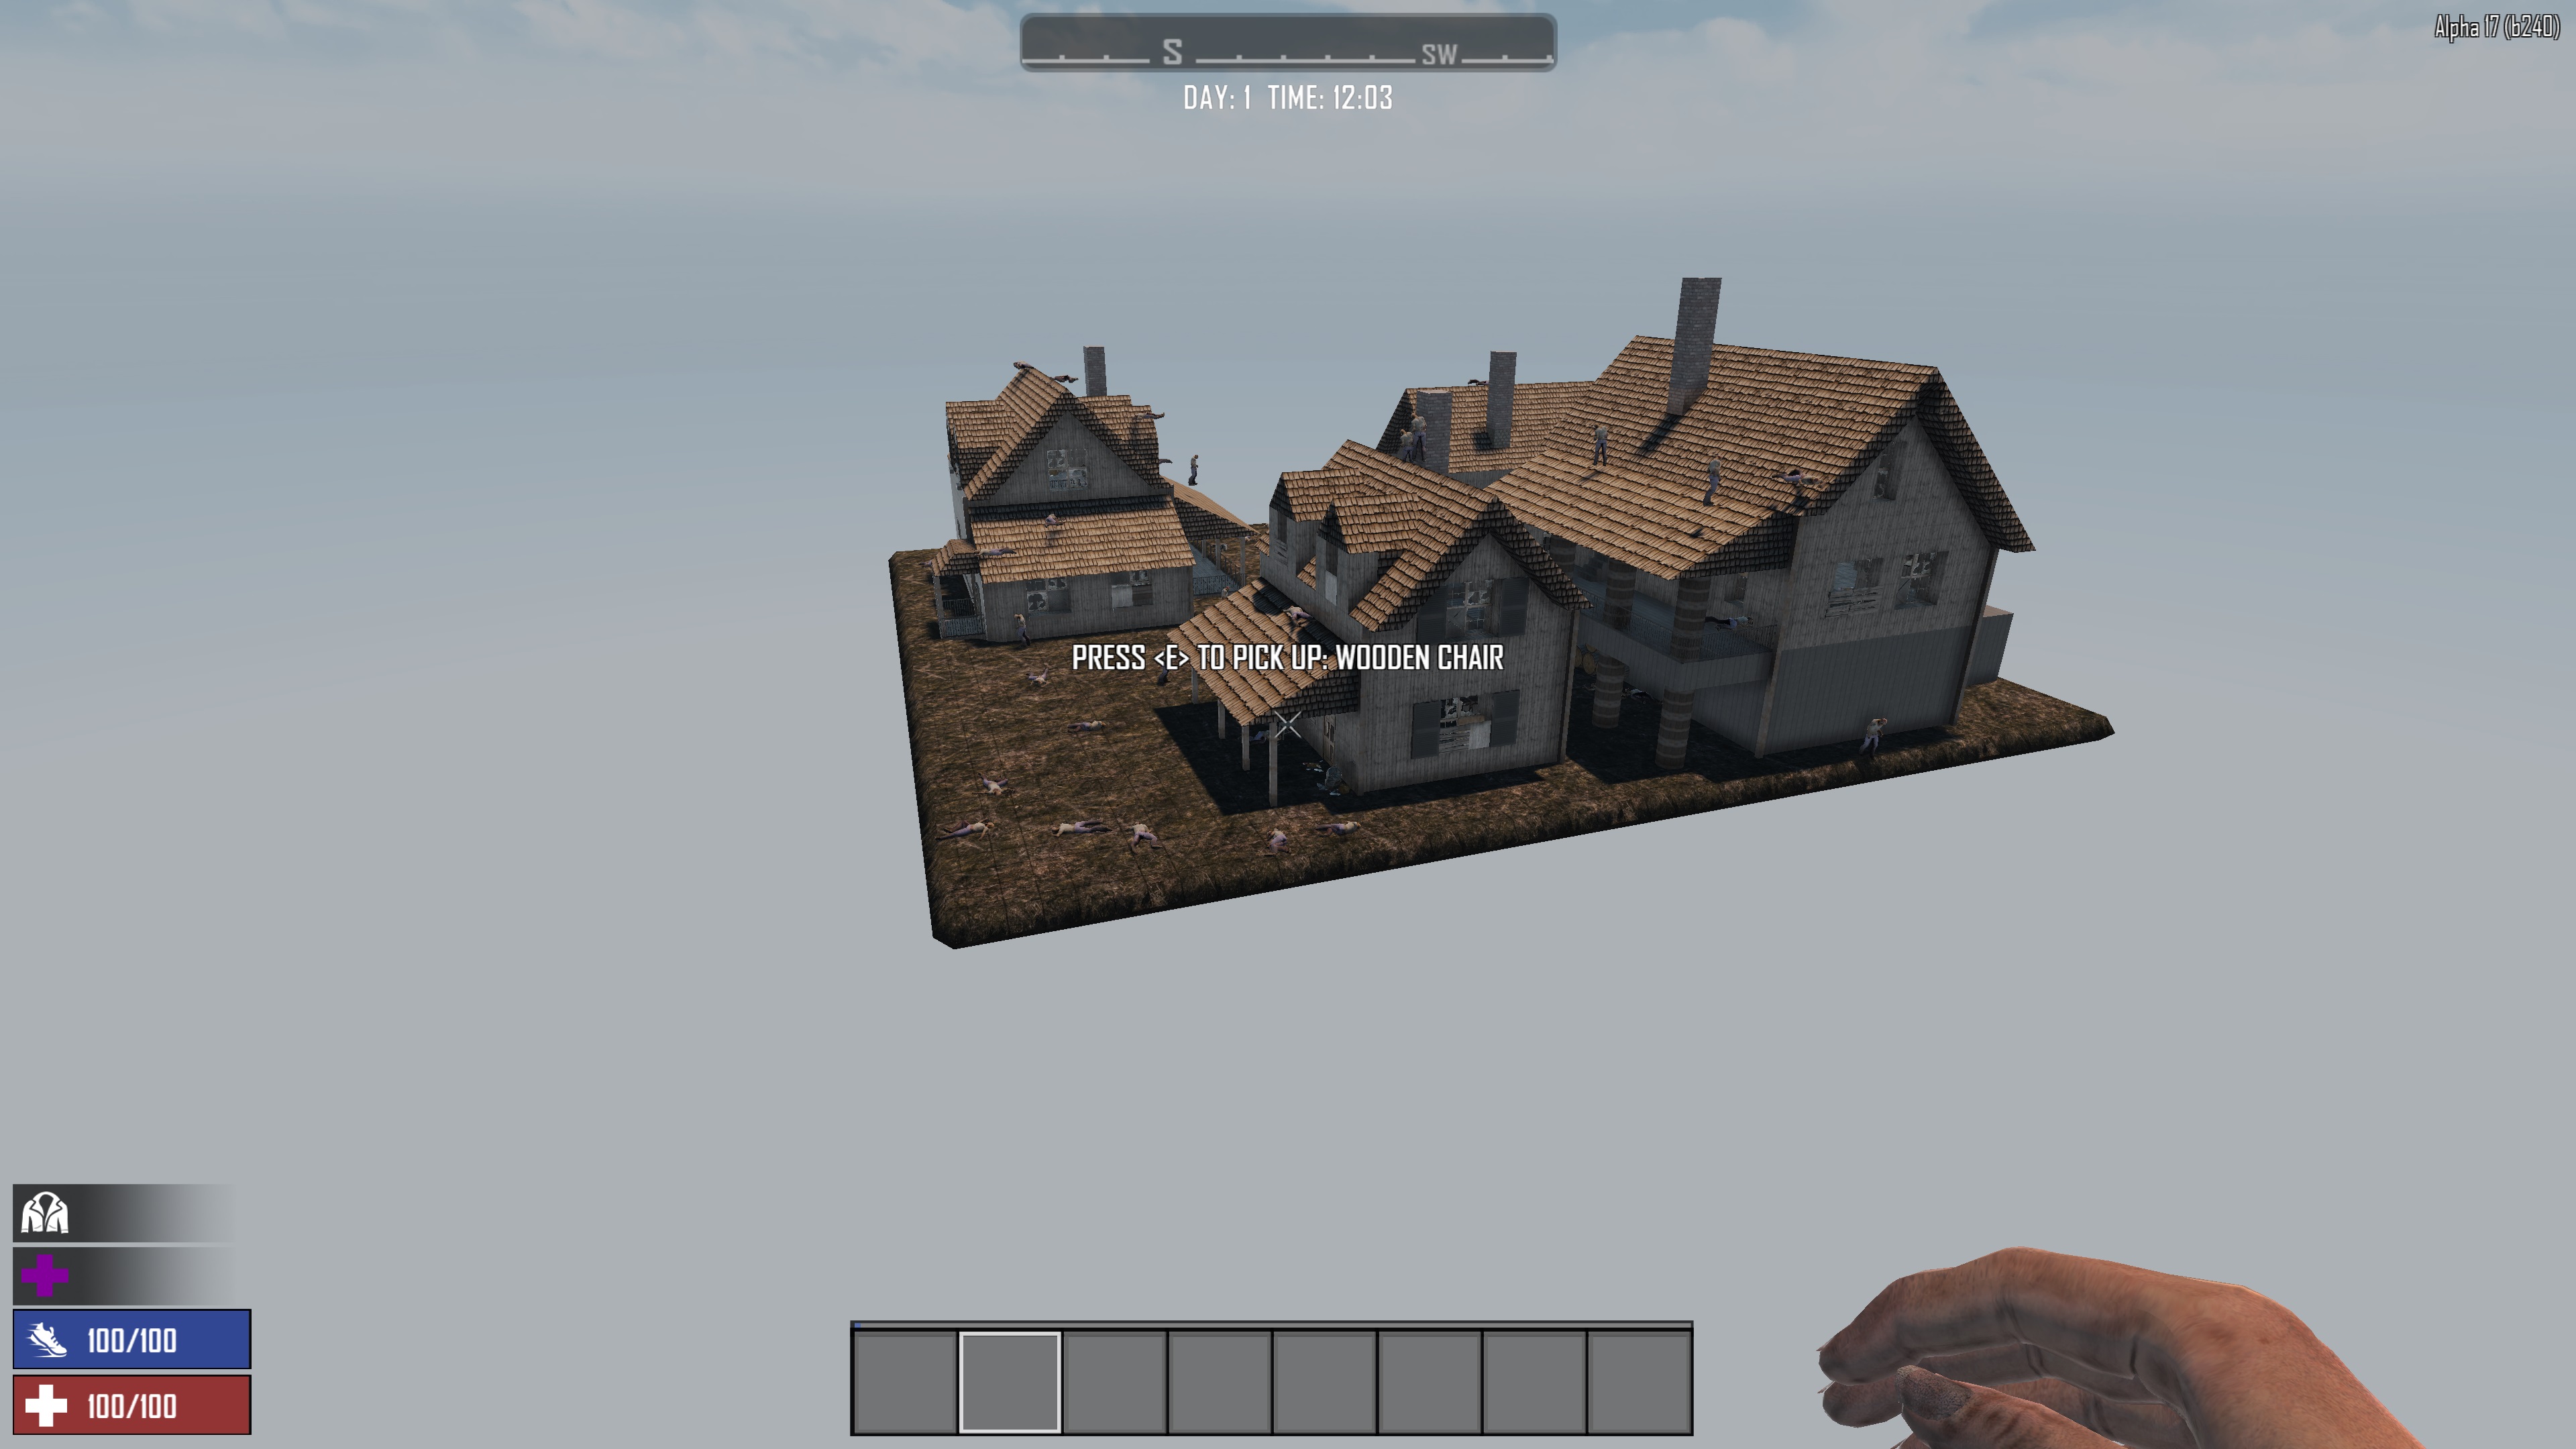 Alpha 17 (b240)
S SW
DAY: 1 TIME: 12:03
PRESS <E> TO PICK UP: WOODEN CHAIR
100/100
100/100